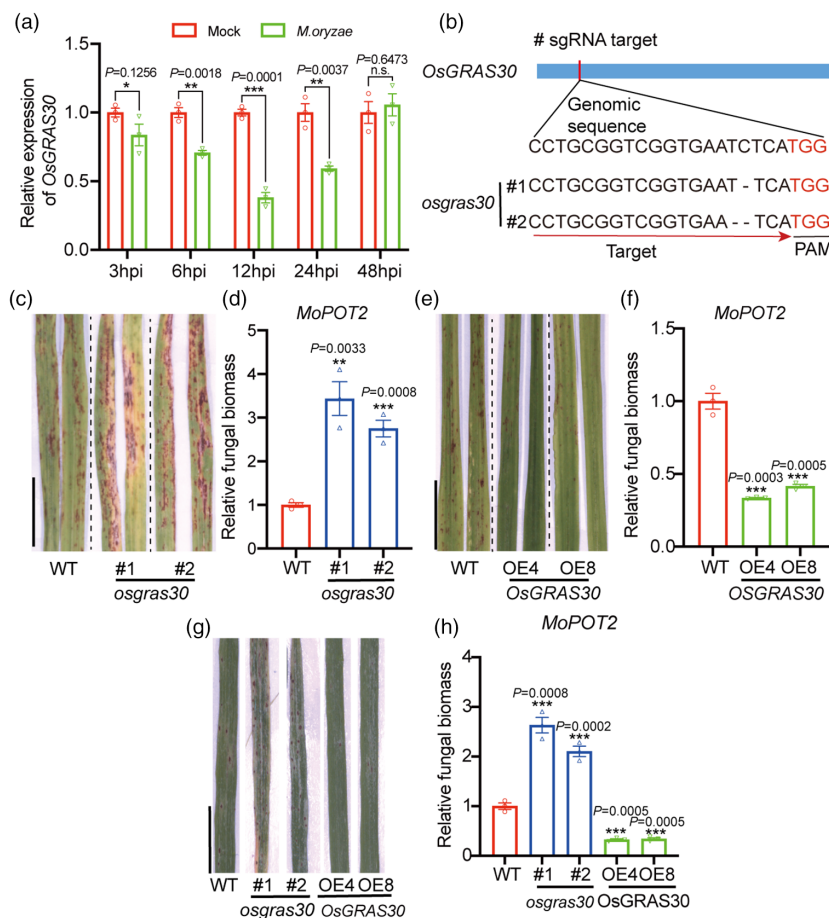 (a)
Mock
M.oryzae
Relative expression
of OsGRAS30
1.5
1.0
0.5
0.0
P=0.1256
*
P=0.0018
**
P=0.0001
***
P=0.0037
**
P=0.6473
n.s.
3hpi 6hpi 12hpi 24hpi 48hpi
(b)
# sgRNA target
OsGRAS30
Genomic
sequence
CCTGCGGTCGGTGAATCTCATGG
osgras30
#1 CCTGCGGTCGGTGAAT - TCATGG
#2 CCTGCGGTCGGTGAA - - TCATGG
Target PAM
(c)
WT #1 #2
osgras30
(d)
MoPOT2
Relative fungal biomass
5
4
3
2
1
0
P=0.0033
**
P=0.0008
***
WT #1 #2
osgras30
(e)
WT OE4 OE8
OsGRAS30
(f)
MoPOT2
Relative fungal biomass
1.5
1.0
0.5
0.0
P=0.0003
***
P=0.0005
***
WT OE4 OE8
OSGRAS30
(g)
WT #1 #2 OE4 OE8
osgras30 OsGRAS30
(h)
MoPOT2
Relative fungal biomass
4
3
2
1
0
P=0.0008
***
P=0.0002
***
P=0.0005
***
P=0.0005
***
WT #1 #2 OE4 OE8
osgras30 OsGRAS30